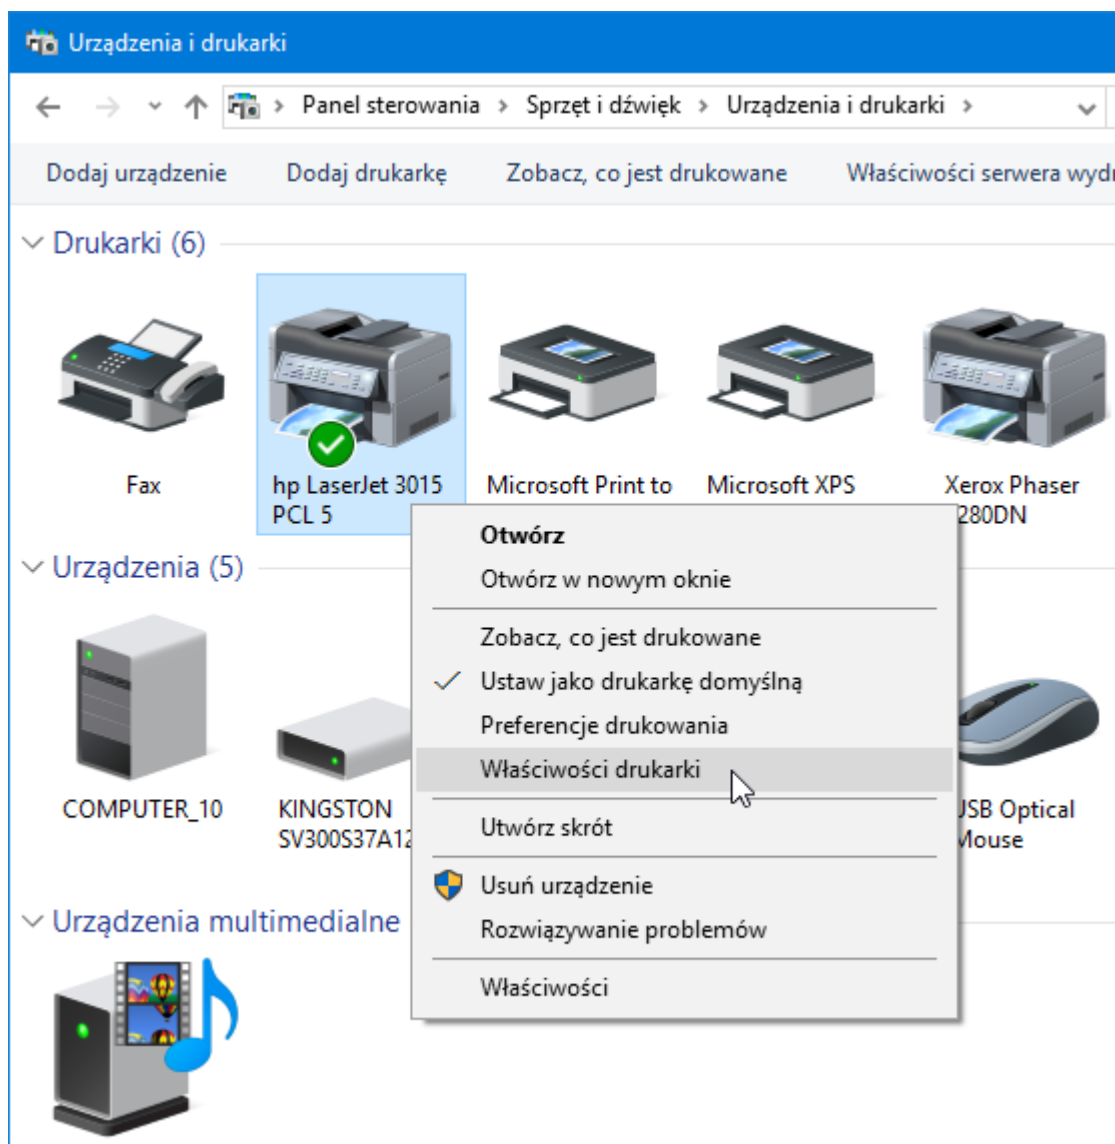 Urządzenia i drukarki
Panel sterowania > Sprzęt i dźwięk > Urządzenia i drukarki >
Dodaj urządzenie Dodaj drukarkę Zobacz, co jest drukowane Właściwości serwera
Drukarki (6)
Fax
hp LaserJet 3015
PCL 5
Microsoft Print to
Microsoft XPS
Xerox Phaser
280DN
Otwórz
Otwórz w nowym oknie
Zobacz, co jest drukowane
Ustaw jako drukarkę domyślną
Preferencje drukowania
Właściwości drukarki
Utwórz skrót
Usuń urządzenie
Rozwiązywanie problemów
Właściwości
Urządzenia (5)
COMPUTER_10
KINGSTON
SV300S37A12
Optical
Mouse
Urządzenia multimedialne